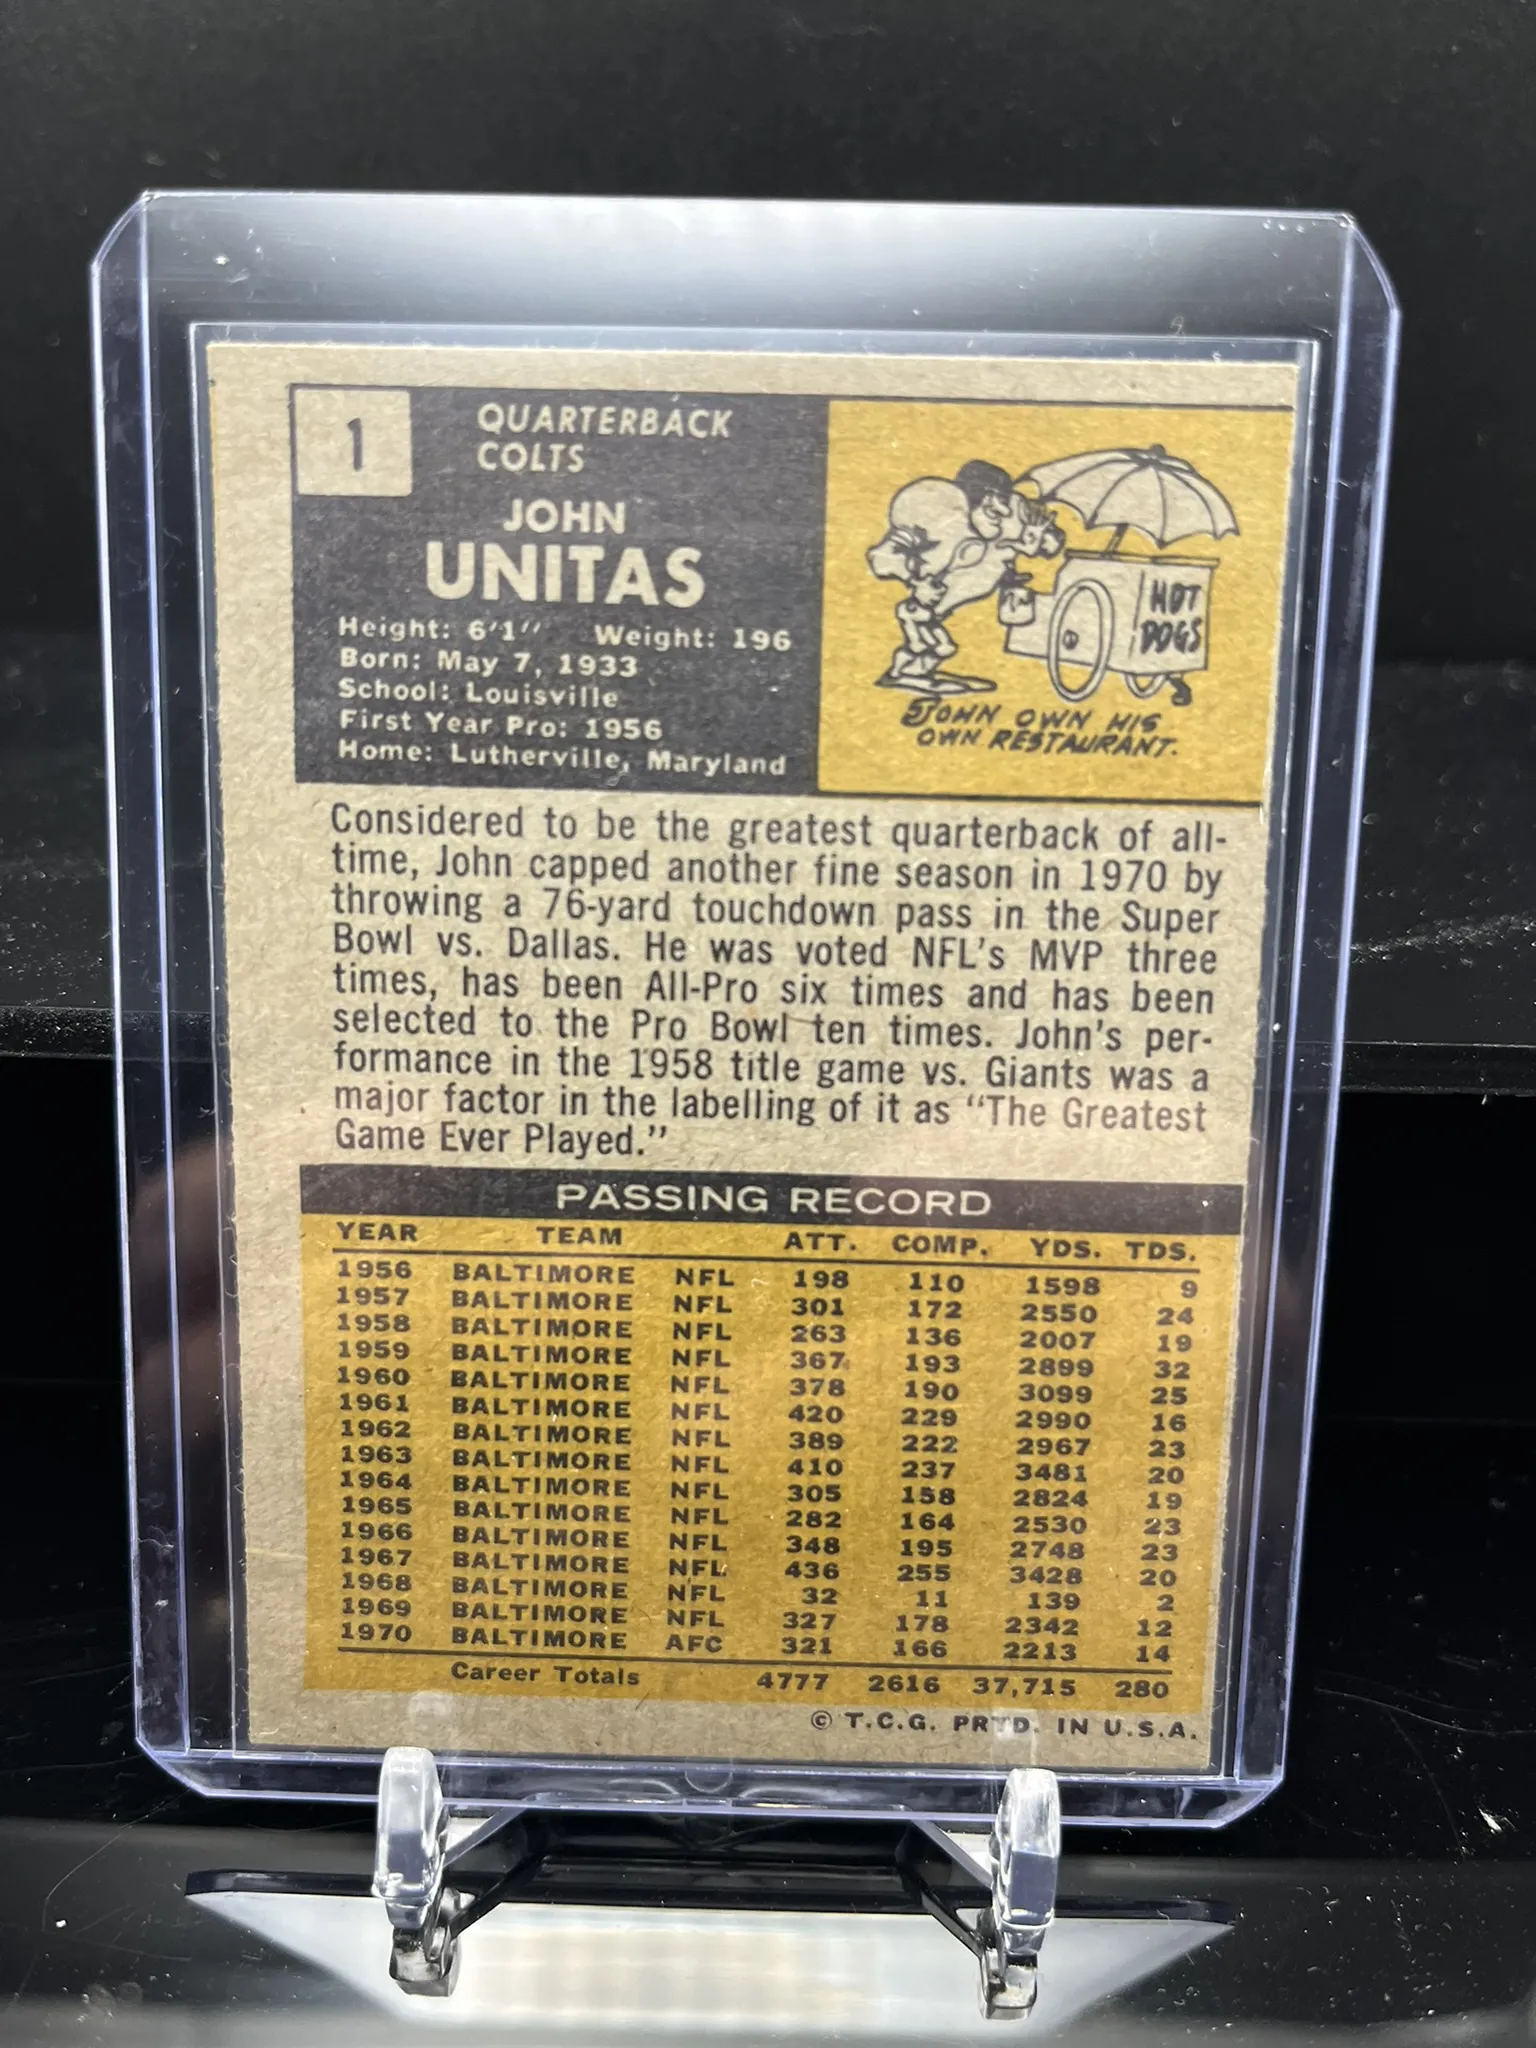 1
QUARTERBACK
COLTS
JOHN
UNITAS
Height: 6'1" Weight: 196
Born: May 7, 1933
School: Louisville
First Year Pro: 1956
Home: Lutherville, Maryland
HOT
DOGS
JOHN OWN HIS
OWN RESTAURANT.
Considered to be the greatest quarterback of all-
time, John capped another fine season in 1970 by
throwing a 76-yard touchdown pass in the Super
Bowl vs. Dallas. He was voted NFL's MVP three
times, has been All-Pro six times and has been
selected to the Pro Bowl ten times. John's per-
formance in the 1958 title game vs. Giants was a
major factor in the labelling of it as "The Greatest
Game Ever Played."
PASSING RECORD
YEAR TEAM ATT. COMP. YDS. TDS.
1956 BALTIMORE NFL 198 110 1598 9
1957 BALTIMORE NFL 301 172 2550 24
1958 BALTIMORE NFL 263 136 2007 19
1959 BALTIMORE NFL 367 193 2899 32
1960 BALTIMORE NFL 378 190 3099 25
1961 BALTIMORE NFL 420 229 2990 16
1962 BALTIMORE NFL 389 222 2967 23
1963 BALTIMORE NFL 410 237 3481 20
1964 BALTIMORE NFL 305 158 2824 19
1965 BALTIMORE NFL 282 164 2530 23
1966 BALTIMORE NFL 348 195 2748 23
1967 BALTIMORE NFL 436 255 3428 20
1968 BALTIMORE NFL 32 11 139 2
1969 BALTIMORE NFL 327 178 2342 12
1970 BALTIMORE AFC 321 166 2213 14
Career Totals 4777 2616 37,715 280
© T.C.G. PRTD. IN U.S.A.